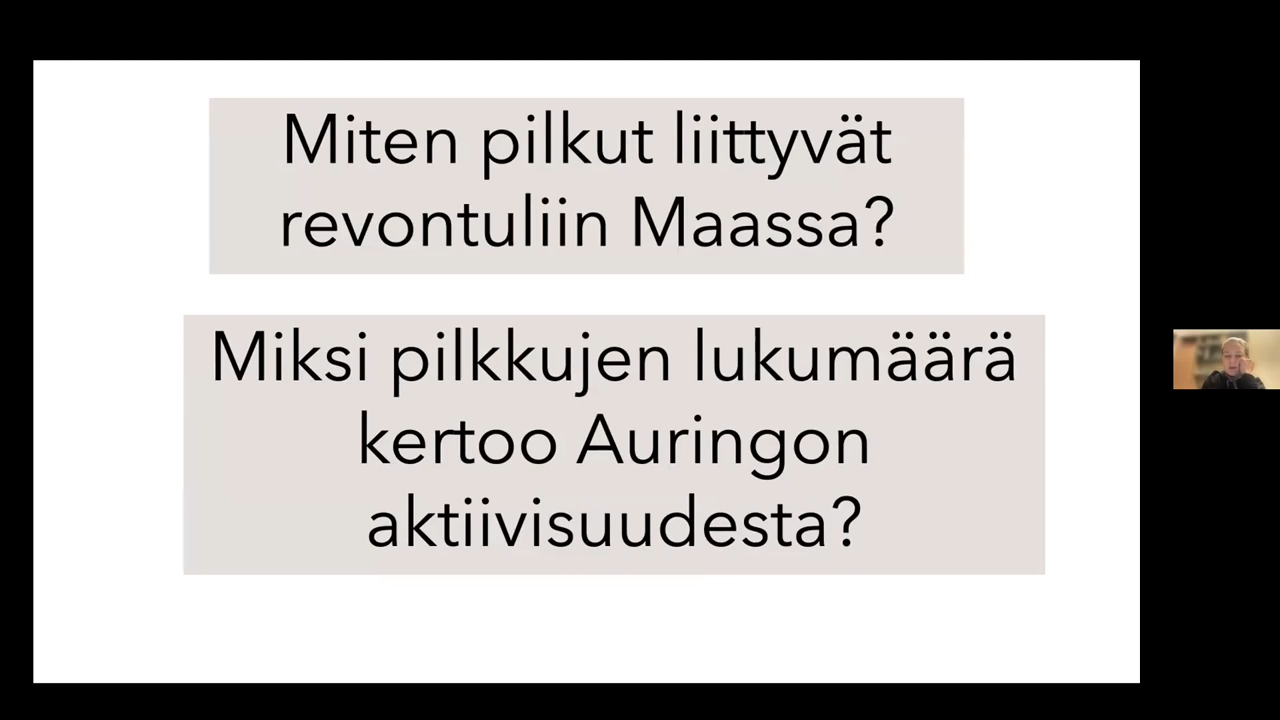 Miten pilkut liittyvät
revontuliin Maassa?
Miksi pilkkujen lukumäärä
kertoo Auringon
aktiivisuudesta?